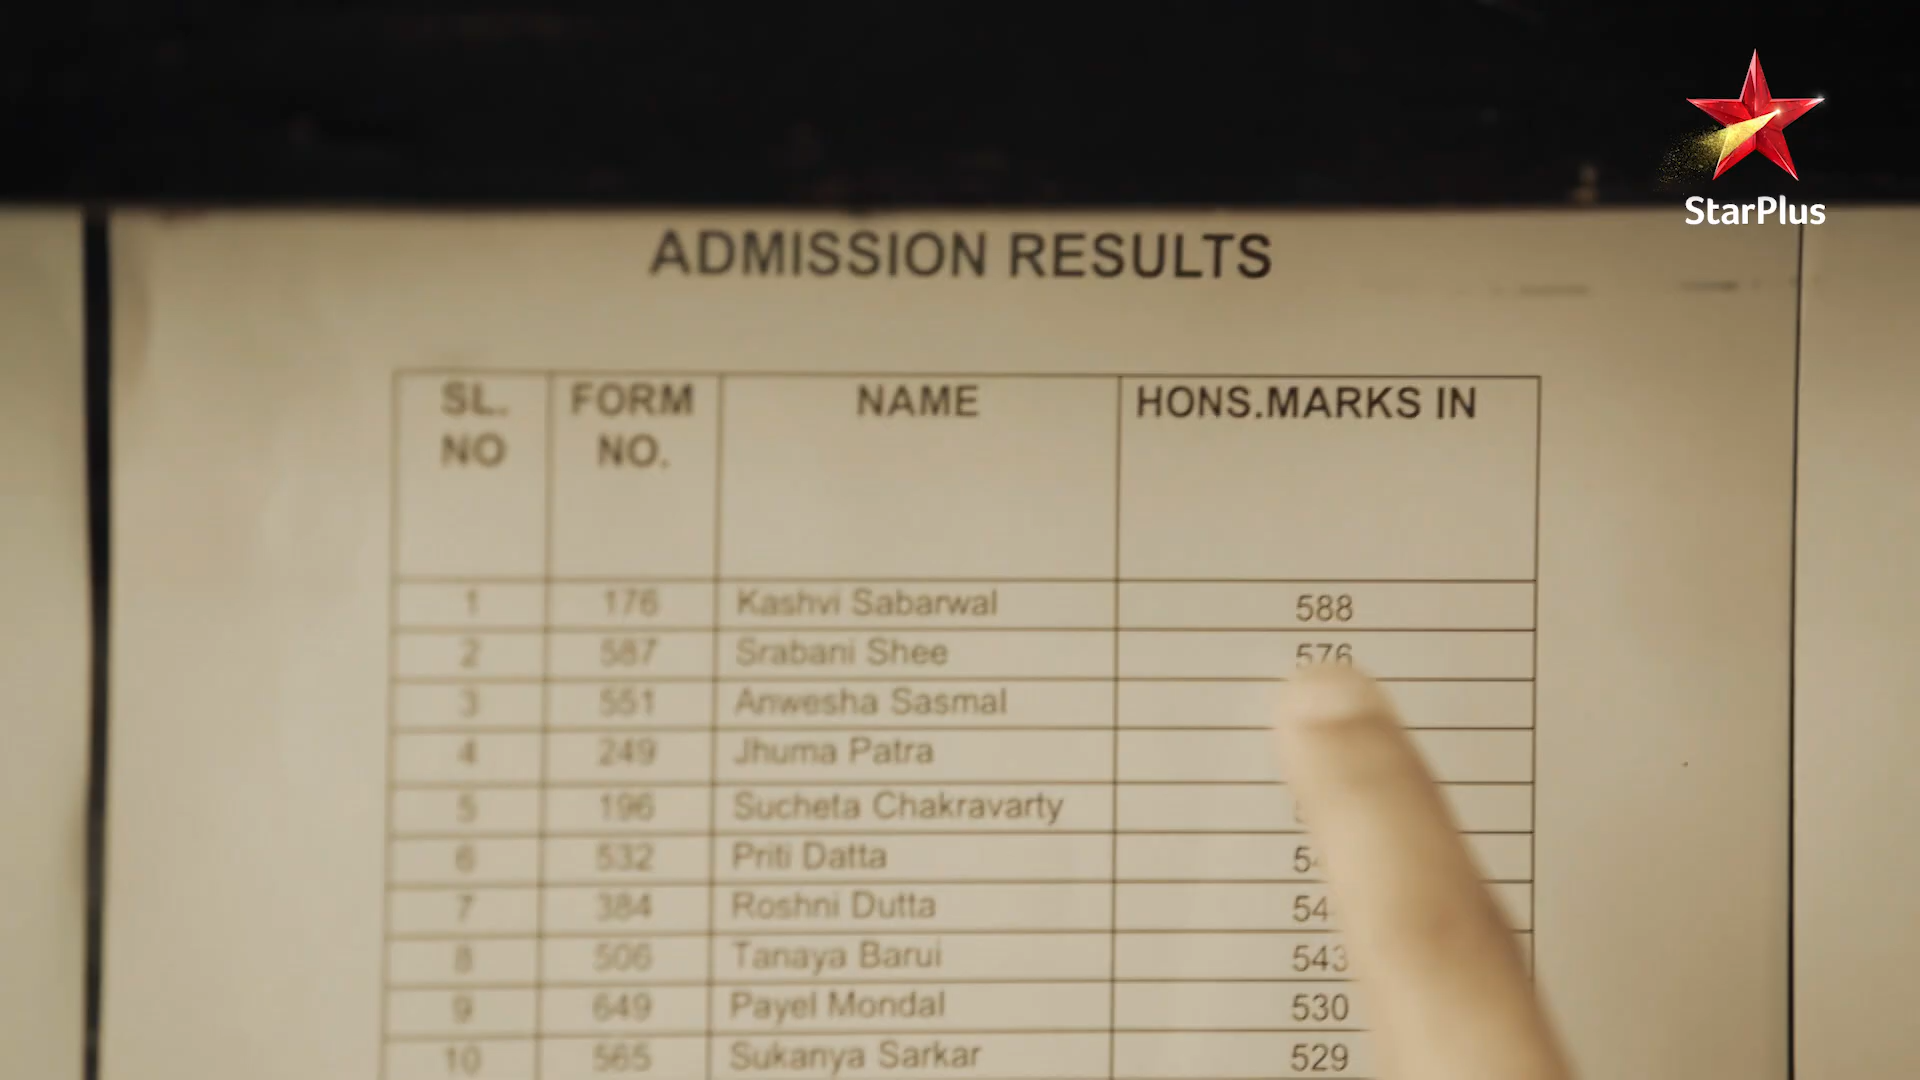 StarPlus
ADMISSION RESULTS
SL. NO FORM NO. NAME HONS.MARKS IN
1 176 Kashvi Sabarwal 588
2 587 Srabani Shee 576
3 551 Anwesha Sasmal
4 249 Jhuma Patra
5 196 Sucheta Chakravarty
6 532 Priti Datta
7 384 Roshni Dutta
8 506 Tanaya Barui 543
9 649 Payel Mondal 530
10 565 Sukanya Sarkar 529